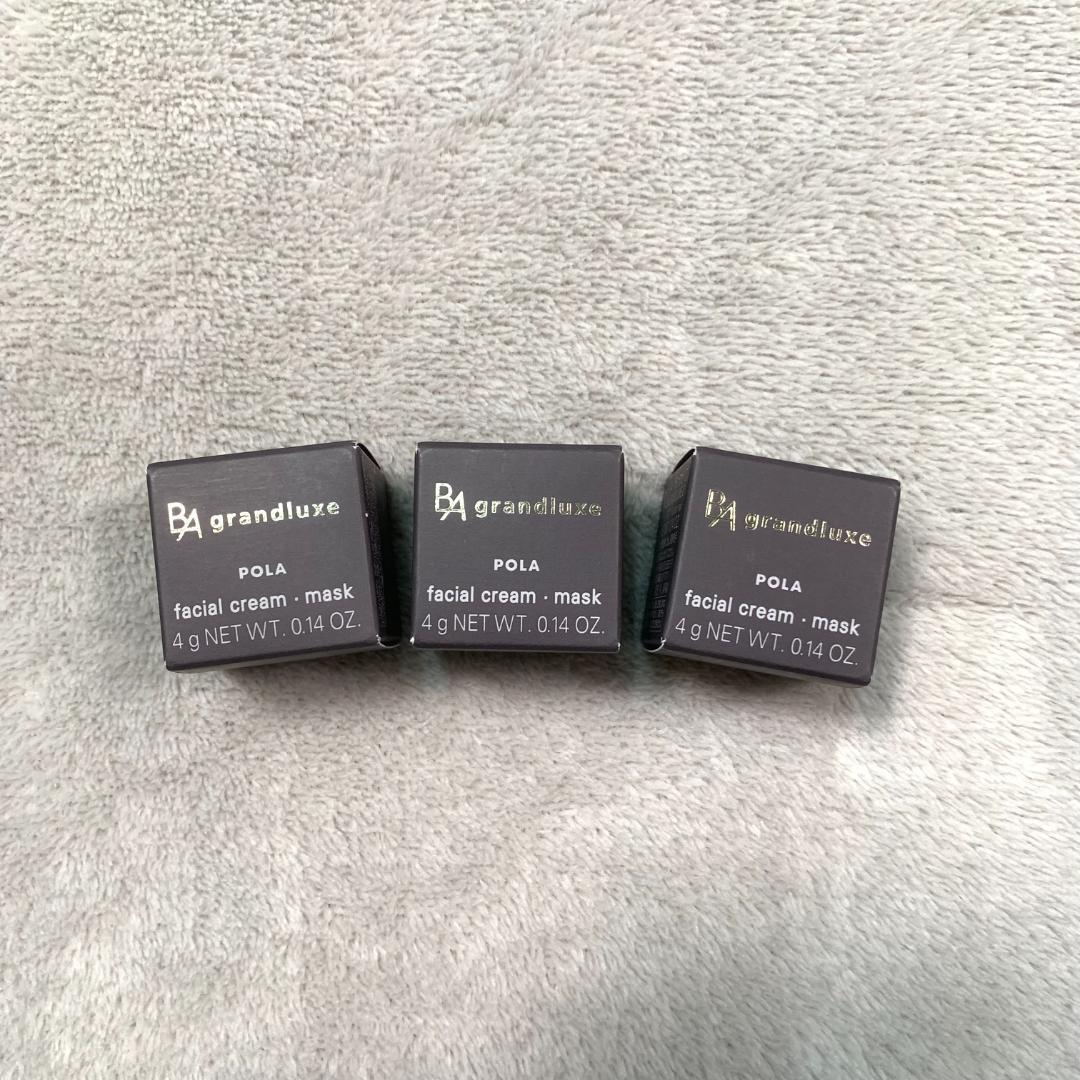 BA grandluxe
POLA
facial cream · mask
4 g NET WT. 0.14 OZ.
BA grandluxe
POLA
facial cream · mask
4 g NET WT. 0.14 OZ.
BA grandluxe
POLA
facial cream · mask
4 g NET WT. 0.14 OZ.